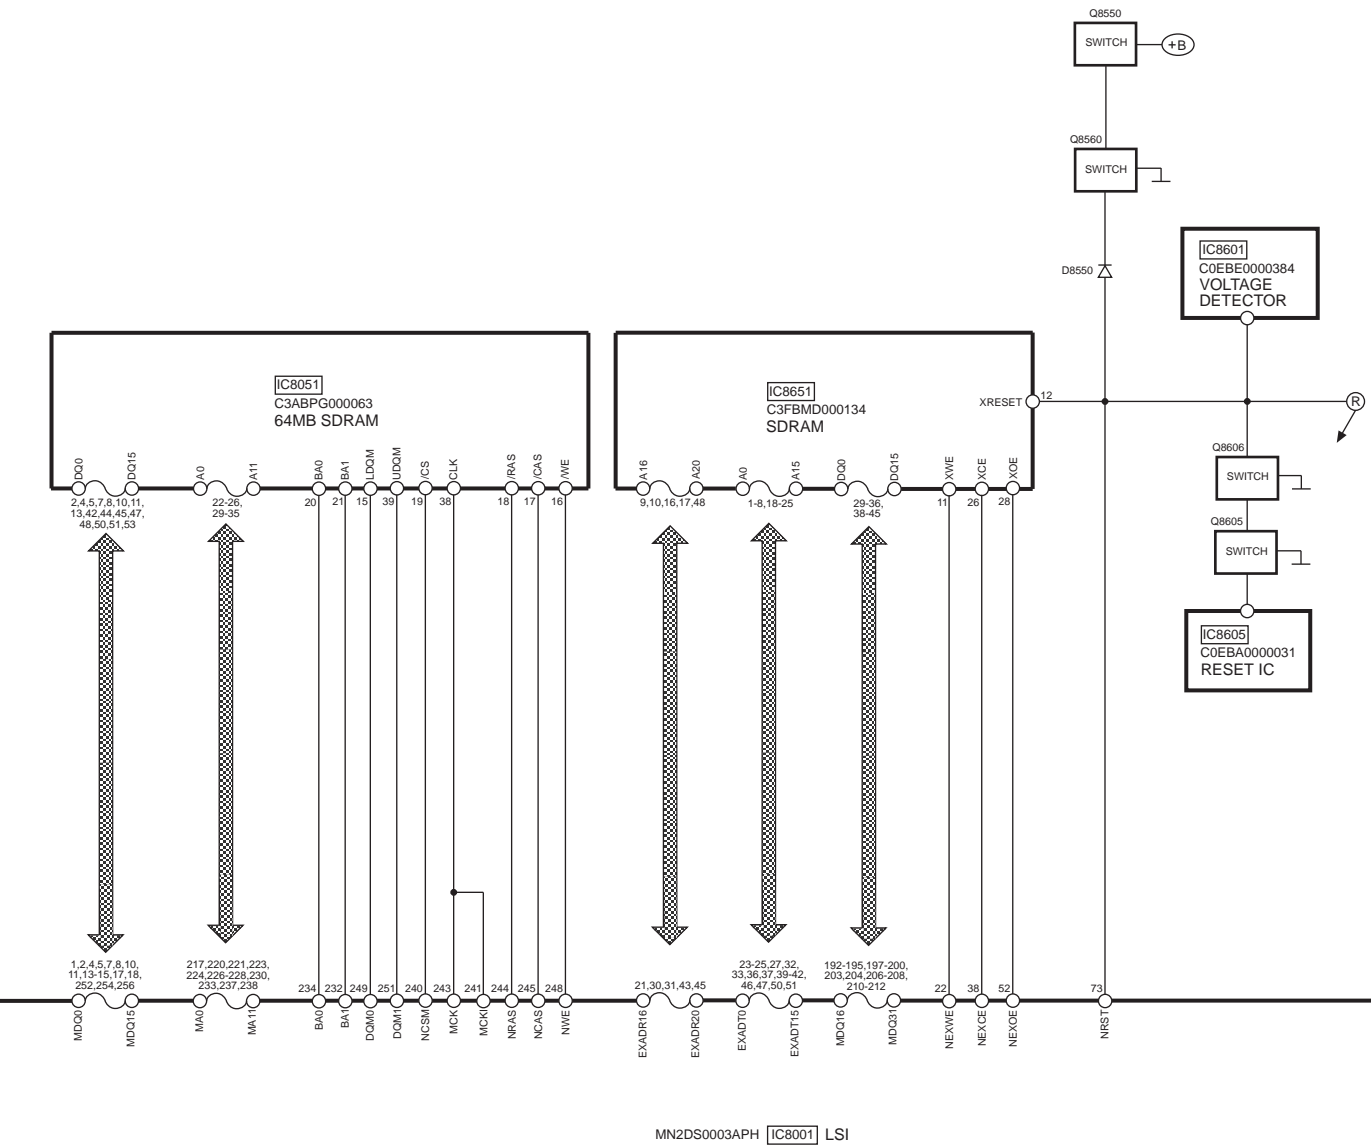 Q8550
SWITCH
+B
Q8560
SWITCH
D8550
IC8601
C0EBE0000384
VOLTAGE
DETECTOR
IC8051
C3ABPG000063
64MB SDRAM
IC8651
C3FBMD000134
SDRAM
XRESET
12
R
Q8606
SWITCH
Q8605
SWITCH
IC8605
C0EBA0000031
RESET IC
DQ0
DQ15
A0
A11
BA0
BA1
LDQM
UDQM
/CS
CLK
/RAS
/CAS
/WE
A16
A20
A0
A15
DQ0
DQ15
XWE
XCE
XOE
2,4,5,7,8,10,11,
13,42,44,45,47,
48,50,51,53
22-26,
29-35
20
21
15
39
19
38
18
17
16
9,10,16,17,48
1-8,18-25
29-36,
38-45
11
26
28
1,2,4,5,7,8,10,
11,13-15,17,18,
252,254,256
217,220,221,223,
224,226-228,230,
233,237,238
234
232
249
251
240
243
241
244
245
248
21,30,31,43,45
23-25,27,32,
33,36,37,39-42,
46,47,50,51
192-195,197-200,
203,204,206-208,
210-212
22
38
52
73
MDQ0
MDQ15
MA0
MA11
BA0
BA1
DQM0
DQM1
NCSM
MCK
MCKI
NRAS
NCAS
NWE
EXADR16
EXADR20
EXADT0
EXADT15
MDQ16
MDQ31
NEXWE
NEXCE
NEXOE
NRST
MN2DS0003APH IC8001 LSI